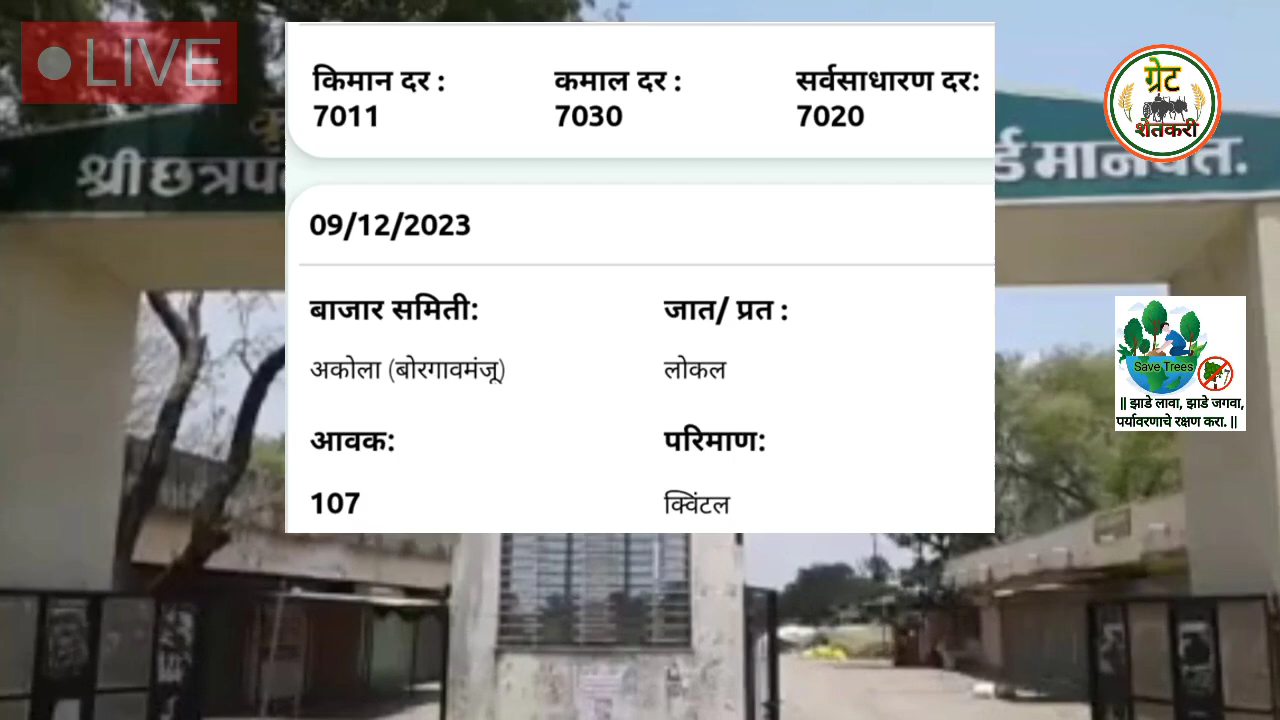 LIVE
किमान दर :
कमाल दर :
सर्वसाधारण दर:
7011
7030
7020
ग्रेट
शेतकरी
श्री छत्रप
र्ड मानवत.
09/12/2023
बाजार समिती:
जात/ प्रत :
अकोला (बोरगावमंजू)
लोकल
Save Trees
|| झाडे लावा, झाडे जगवा,
पर्यावरणाचे रक्षण करा. ||
आवक:
परिमाण:
107
क्विंटल